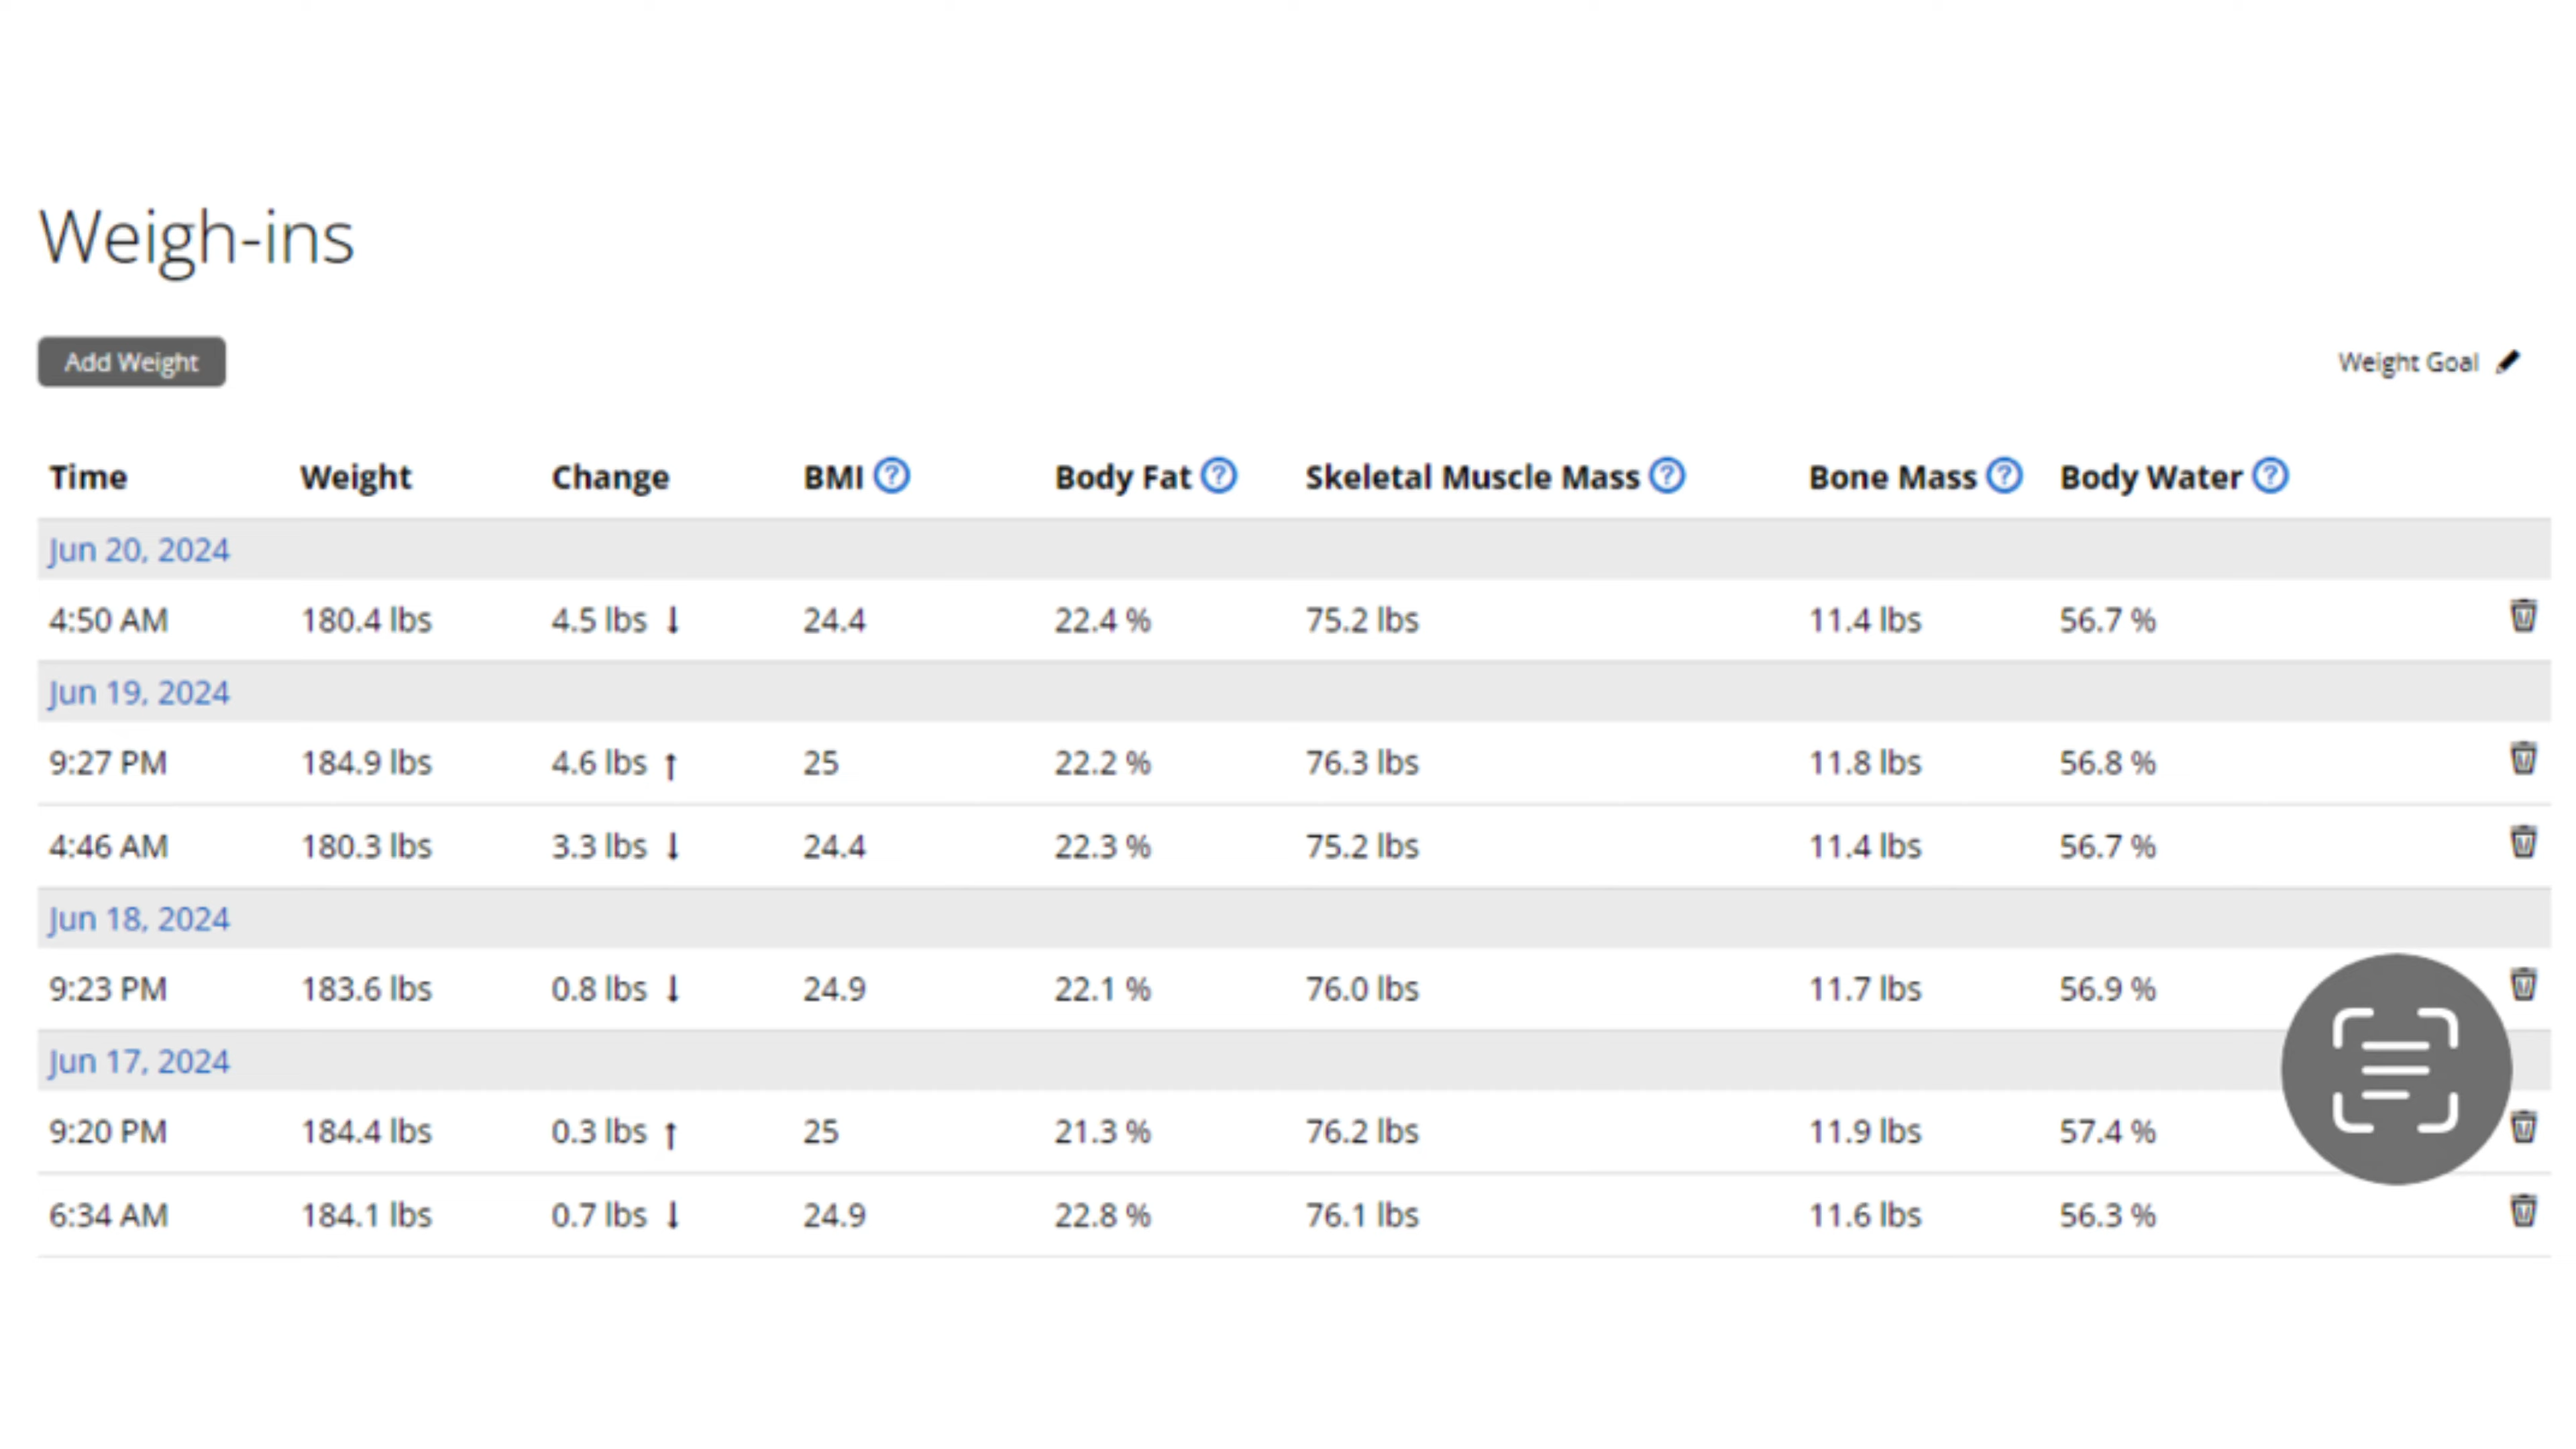 Weigh-ins
Add Weight Weight Goal
Time Weight Change BMI ? Body Fat ? Skeletal Muscle Mass ? Bone Mass ? Body Water ?
Jun 20, 2024
4:50 AM 180.4 lbs 4.5 lbs ↓ 24.4 22.4 % 75.2 lbs 11.4 lbs 56.7 %
Jun 19, 2024
9:27 PM 184.9 lbs 4.6 lbs ↑ 25 22.2 % 76.3 lbs 11.8 lbs 56.8 %
4:46 AM 180.3 lbs 3.3 lbs ↓ 24.4 22.3 % 75.2 lbs 11.4 lbs 56.7 %
Jun 18, 2024
9:23 PM 183.6 lbs 0.8 lbs ↓ 24.9 22.1 % 76.0 lbs 11.7 lbs 56.9 %
Jun 17, 2024
9:20 PM 184.4 lbs 0.3 lbs ↑ 25 21.3 % 76.2 lbs 11.9 lbs 57.4 %
6:34 AM 184.1 lbs 0.7 lbs ↓ 24.9 22.8 % 76.1 lbs 11.6 lbs 56.3 %